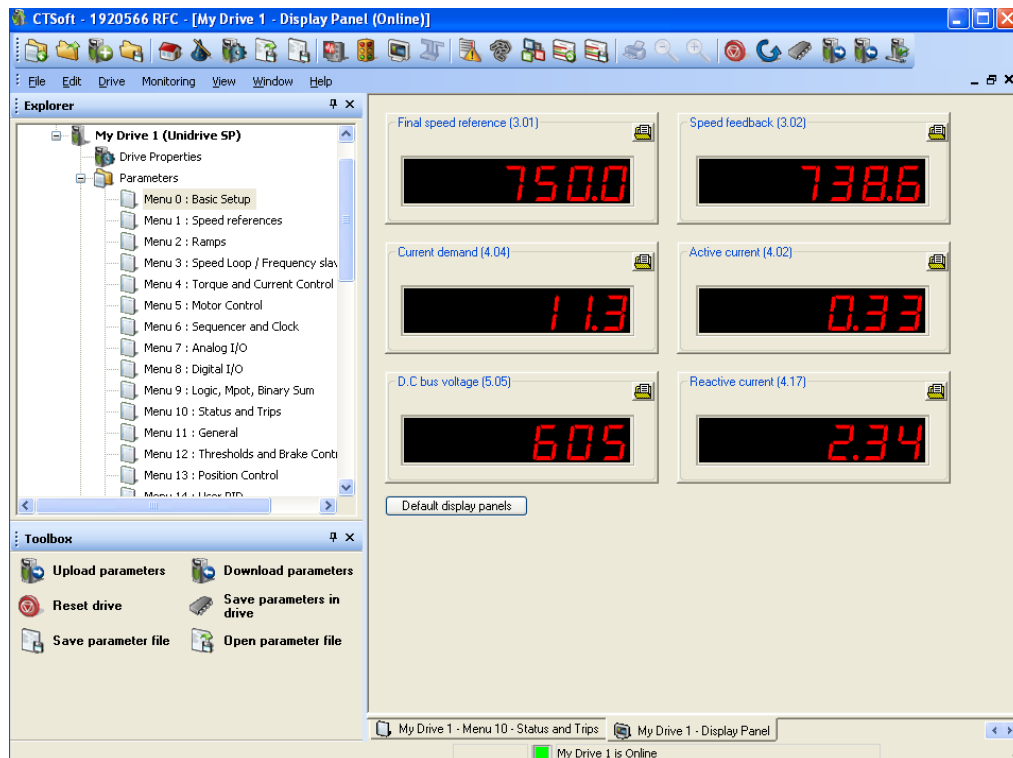 CTSoft - 1920566 RFC - [My Drive 1 - Display Panel (Online)]
File Edit Drive Monitoring View Window Help
Explorer
My Drive 1 (Unidrive SP)
Drive Properties
Parameters
Menu 0 : Basic Setup
Menu 1 : Speed references
Menu 2 : Ramps
Menu 3 : Speed Loop / Frequency slav
Menu 4 : Torque and Current Control
Menu 5 : Motor Control
Menu 6 : Sequencer and Clock
Menu 7 : Analog I/O
Menu 8 : Digital I/O
Menu 9 : Logic, Mpot, Binary Sum
Menu 10 : Status and Trips
Menu 11 : General
Menu 12 : Thresholds and Brake Conti
Menu 13 : Position Control
Menu 14 : User PID
Toolbox
Upload parameters Download parameters
Reset drive Save parameters in drive
Save parameter file Open parameter file
Final speed reference (3.01) Speed feedback (3.02)
750.0 738.6
Current demand (4.04) Active current (4.02)
11.3 0.33
D.C bus voltage (5.05) Reactive current (4.17)
605 2.34
Default display panels
My Drive 1 - Menu 10 - Status and Trips My Drive 1 - Display Panel
My Drive 1 is Online